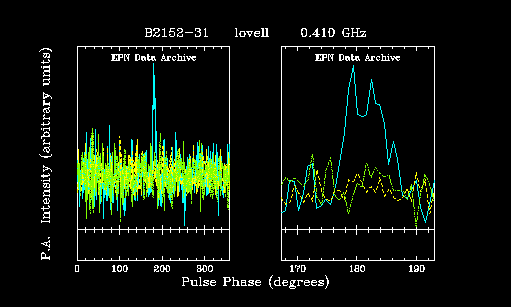 B2152-31 lovell 0.410 GHz
EPN Data Archive EPN Data Archive
P.A. Intensity (arbitrary units)
0 100 200 300 170 180 190
Pulse Phase (degrees)